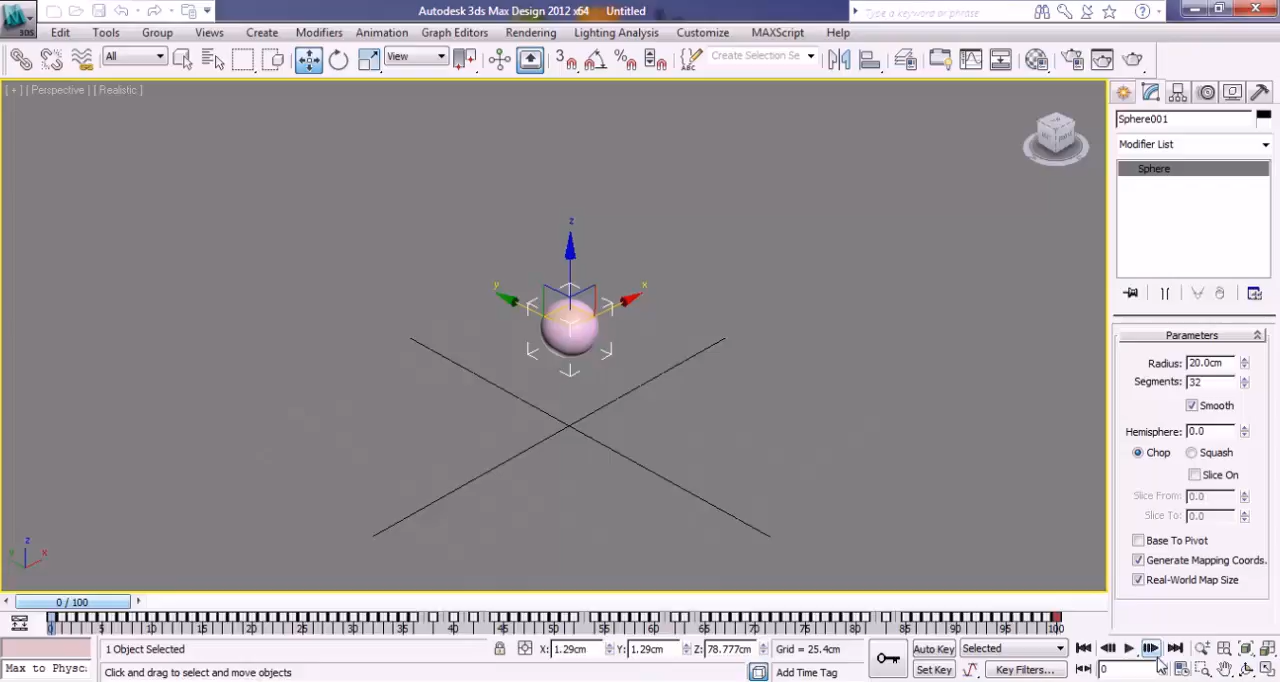 Autodesk 3ds Max Design 2012 x64 Untitled
Type a keyword or phrase
3DS
Edit Tools Group Views Create Modifiers Animation Graph Editors Rendering Lighting Analysis Customize MAXScript Help
All View 3 Create Selection Se
[ + ] [ Perspective ] [ Realistic ]
Sphere001
Modifier List
Sphere
z
y
x
Parameters
Radius: 20.0cm
Segments: 32
Smooth
Hemisphere: 0.0
Chop Squash
Slice On
Slice From: 0.0
Slice To: 0.0
Base To Pivot
Generate Mapping Coords.
Real-World Map Size
z
x
0 / 100
0 5 10 15 20 25 30 35 40 45 50 55 60 65 70 75 80 85 90 95 100
1 Object Selected X: 1.29cm Y: 1.29cm Z: 78.777cm Grid = 25.4cm Auto Key Selected
Max to Physc. Click and drag to select and move objects Add Time Tag Set Key Key Filters... 0